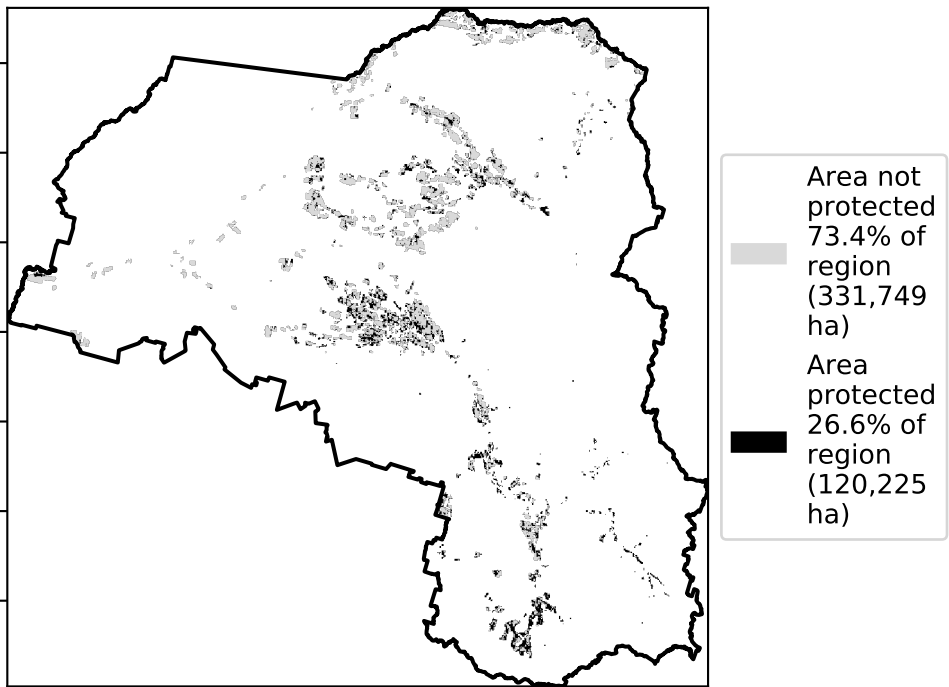 Area not
protected
73.4% of
region
(331,749
ha)
Area
protected
26.6% of
region
(120,225
ha)